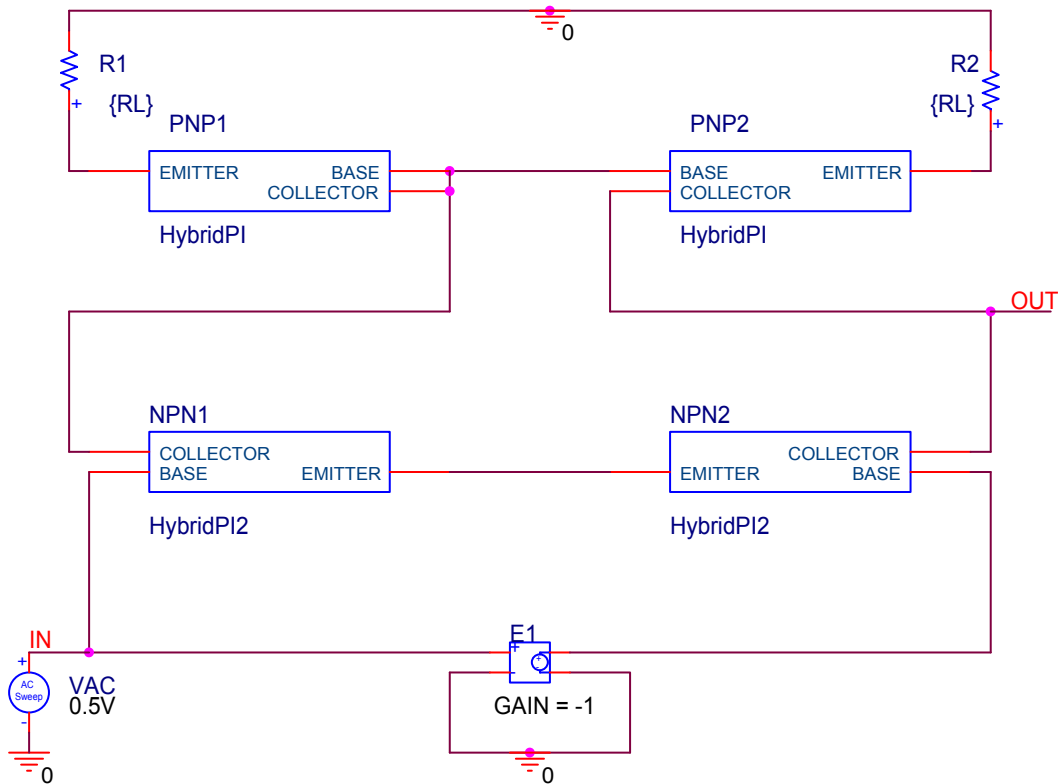 0
R1
R2
{RL}
{RL}
+
+
PNP1
PNP2
EMITTER BASE
COLLECTOR
BASE EMITTER
COLLECTOR
HybridPI
HybridPI
OUT
NPN1
NPN2
COLLECTOR
BASE EMITTER
COLLECTOR
EMITTER BASE
HybridPI2
HybridPI2
IN
E1
+
-
+
+
AC
Sweep
-
VAC
0.5V
GAIN = -1
0
0